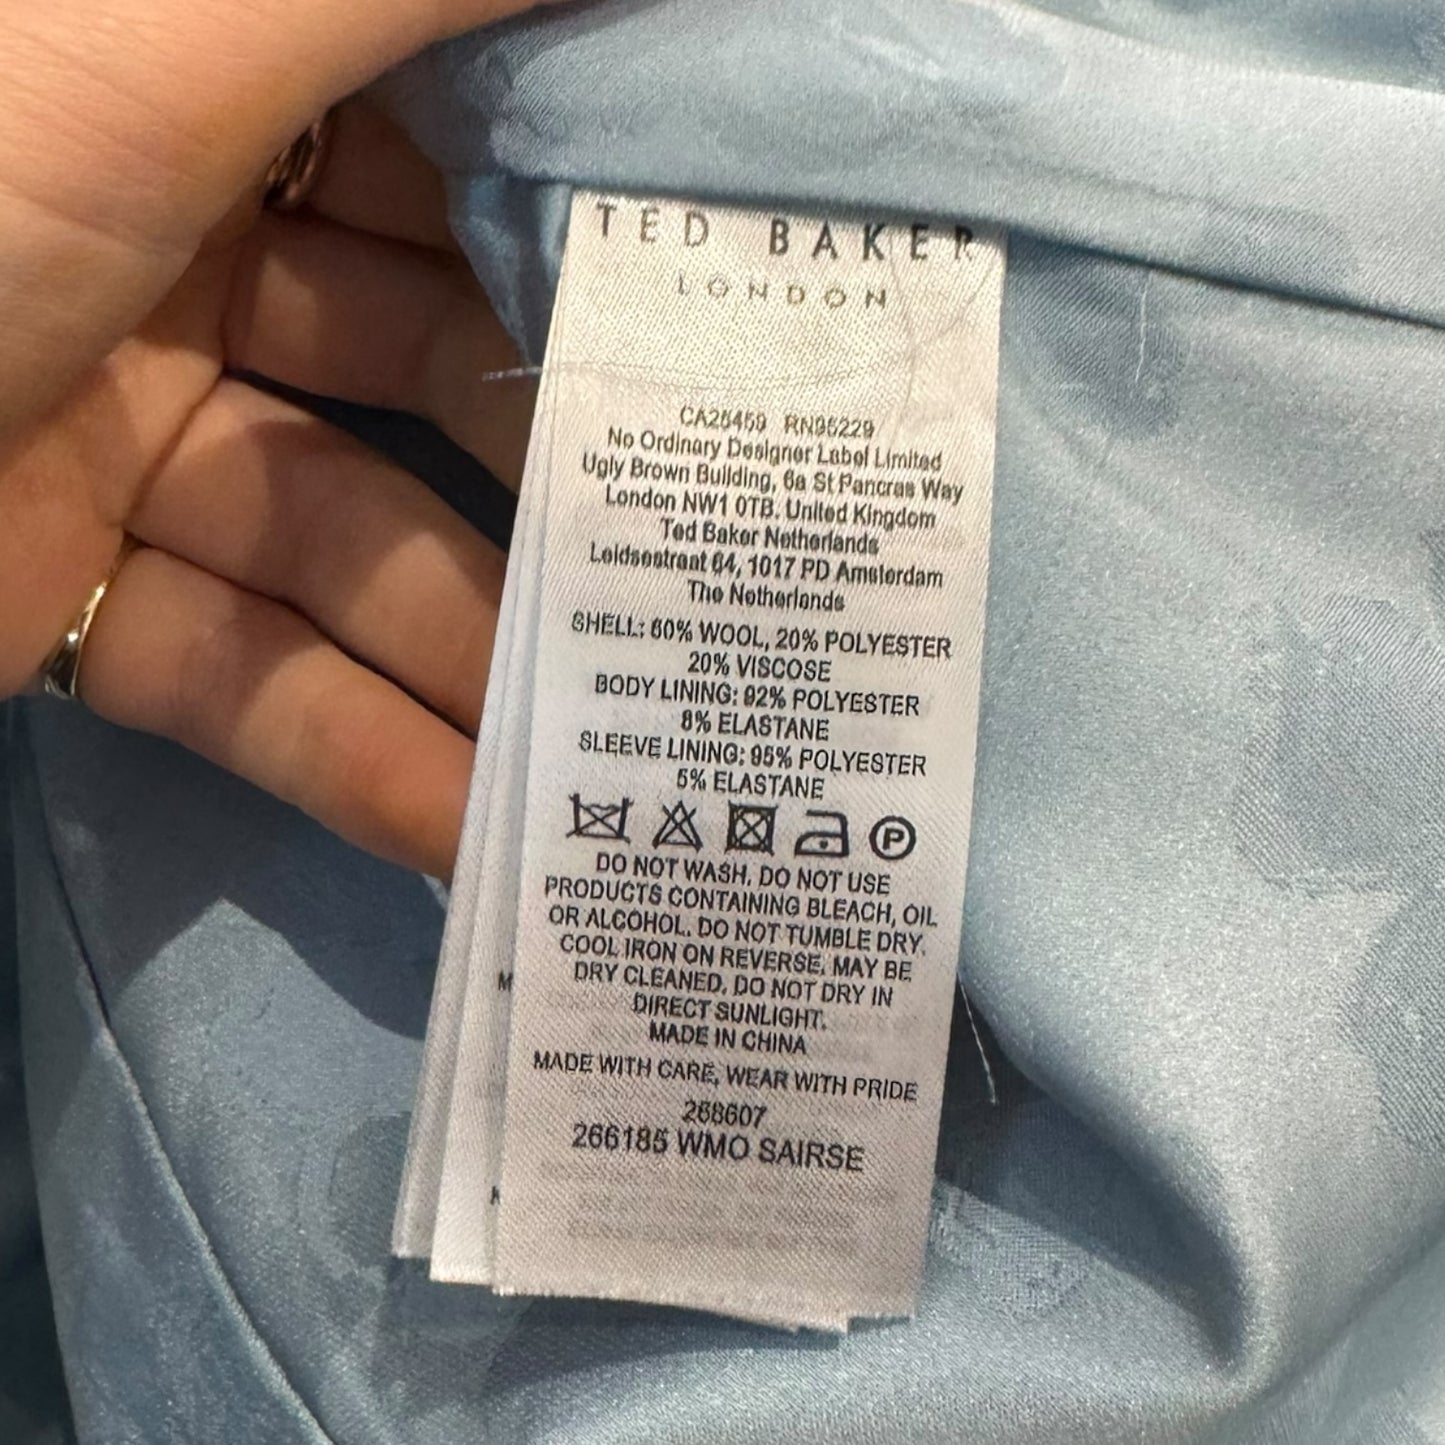 TED BAKER
LONDON
CA26459 RN95229
No Ordinary Designer Label Limited
Ugly Brown Building, 6a St Pancras Way
London NW1 0TB. United Kingdom
Ted Baker Netherlands
Leidsestraat 64, 1017 PD Amsterdam
The Netherlands
SHELL: 60% WOOL, 20% POLYESTER
20% VISCOSE
BODY LINING: 92% POLYESTER
8% ELASTANE
SLEEVE LINING: 95% POLYESTER
5% ELASTANE
P
DO NOT WASH. DO NOT USE
PRODUCTS CONTAINING BLEACH, OIL
OR ALCOHOL. DO NOT TUMBLE DRY.
COOL IRON ON REVERSE. MAY BE
DRY CLEANED. DO NOT DRY IN
DIRECT SUNLIGHT.
MADE IN CHINA
MADE WITH CARE, WEAR WITH PRIDE
268607
266185 WMO SAIRSE